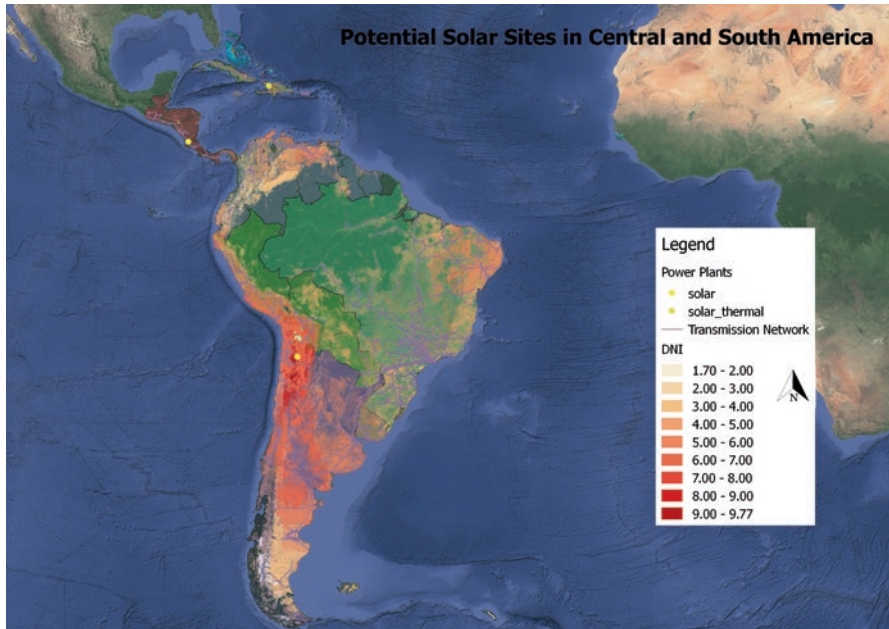 Potential Solar Sites in Central and South America
Legend
Power Plants
solar
solar_thermal
Transmission Network
DNI
1.70 - 2.00
2.00 - 3.00
3.00 - 4.00
4.00 - 5.00
5.00 - 6.00
6.00 - 7.00
7.00 - 8.00
8.00 - 9.00
9.00 - 9.77
N